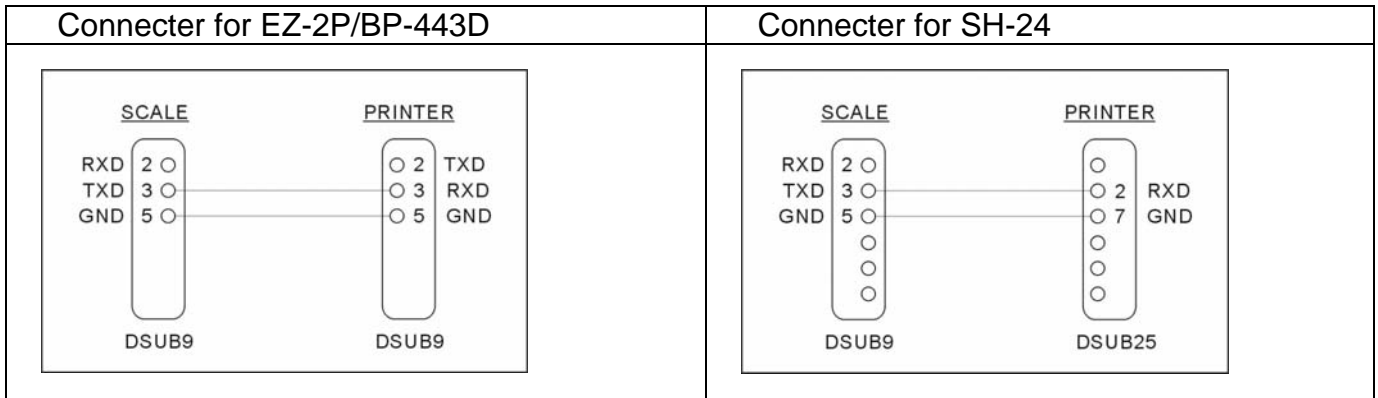 Connecter for EZ-2P/BP-443D
SCALE PRINTER
RXD 2 2 TXD
TXD 3 3 RXD
GND 5 5 GND
DSUB9 DSUB9
Connecter for SH-24
SCALE PRINTER
RXD 2
TXD 3 2 RXD
GND 5 7 GND
DSUB9 DSUB25